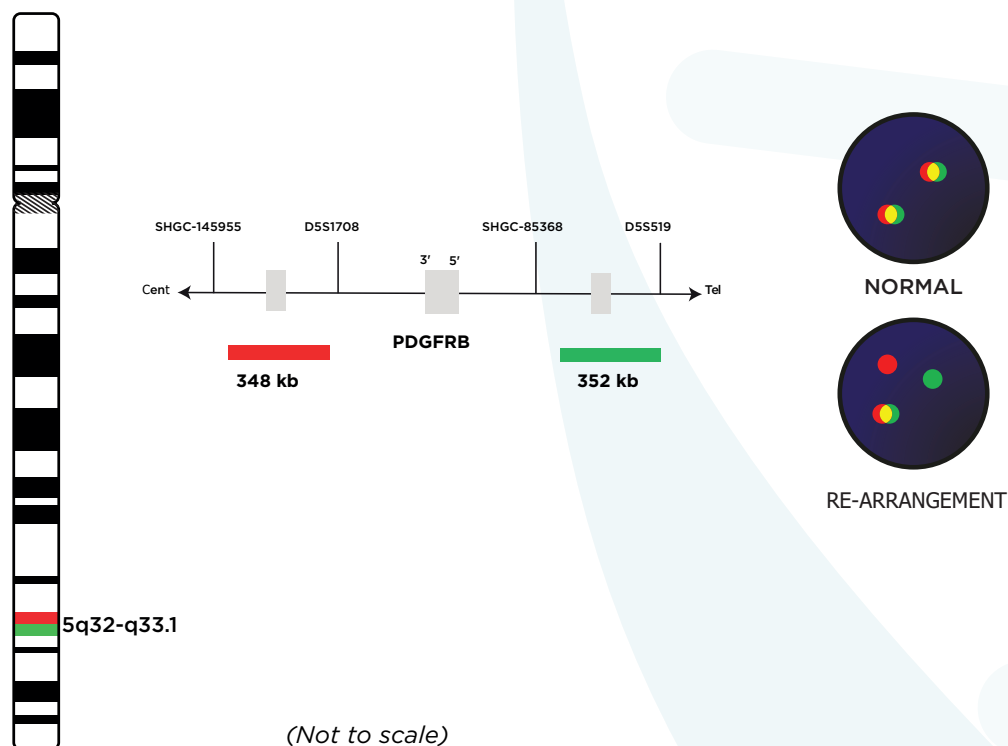 SHGC-145955 D5S1708 SHGC-85368 D5S519
3' 5'
Cent Tel
PDGFRB
348 kb 352 kb
NORMAL
RE-ARRANGEMENT
5q32-q33.1
(Not to scale)